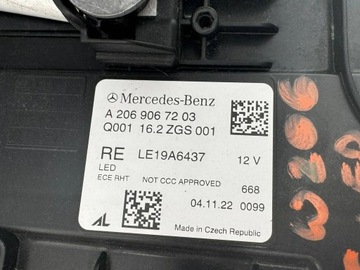 Mercedes-Benz
A 206 906 72 03
Q001 16.2 ZGS 001
RE LE19A6437 12 V
LED
ECE RHT NOT CCC APPROVED 668
04.11.22 0099
AL Made in Czech Republic